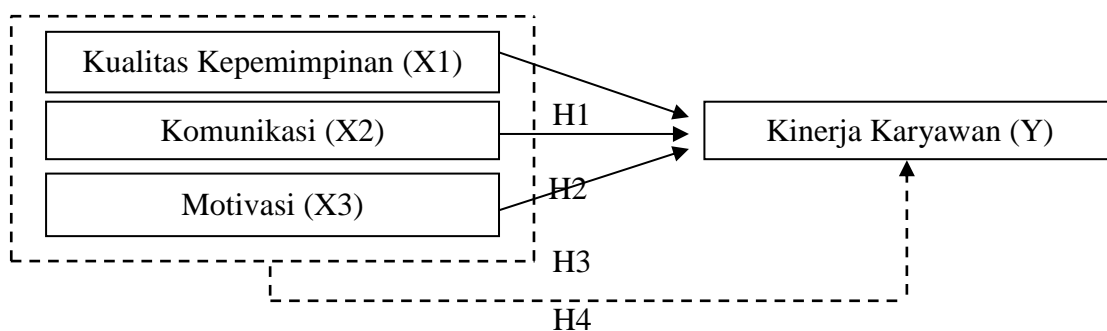 Kualitas Kepemimpinan (X1)
H1
Komunikasi (X2)
Kinerja Karyawan (Y)
H2
Motivasi (X3)
H3
H4